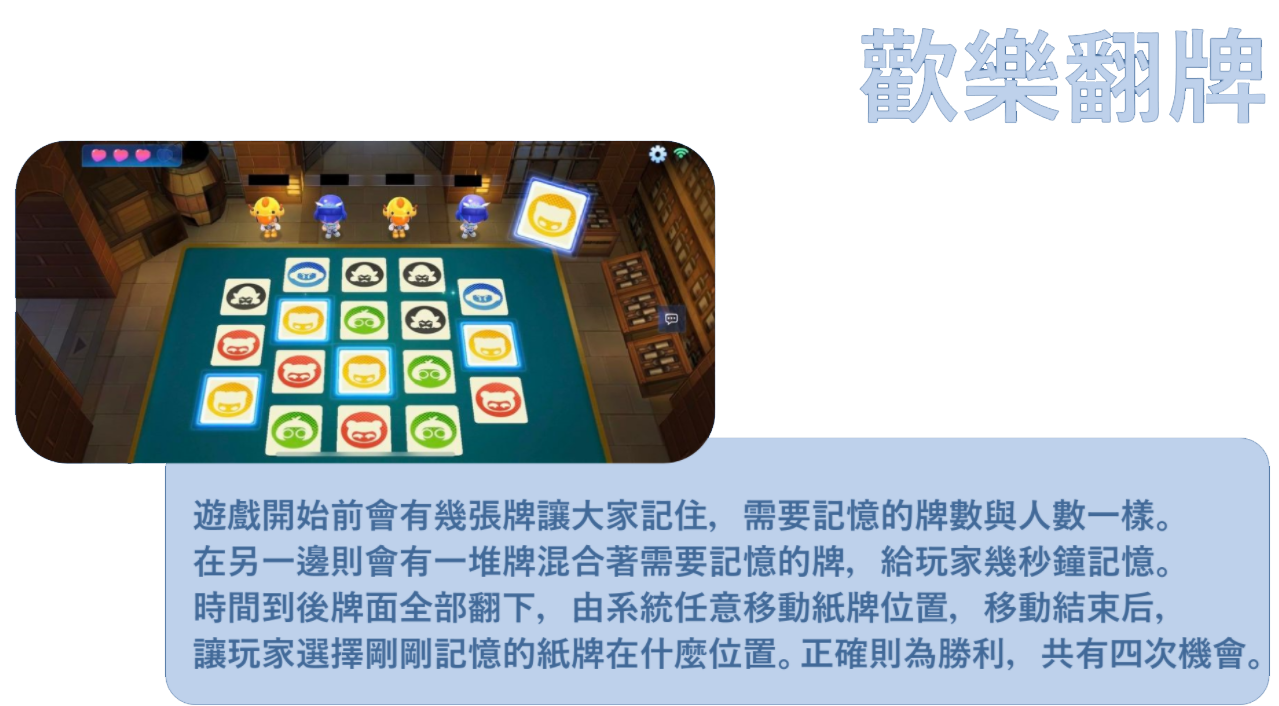 歡樂翻牌
遊戲開始前會有幾張牌讓大家記住，需要記憶的牌數與人數一樣。
在另一邊則會有一堆牌混合著需要記憶的牌，給玩家幾秒鐘記憶。
時間到後牌面全部翻下，由系統任意移動紙牌位置，移動結束后，
讓玩家選擇剛剛記憶的紙牌在什麼位置。正確則為勝利，共有四次機會。